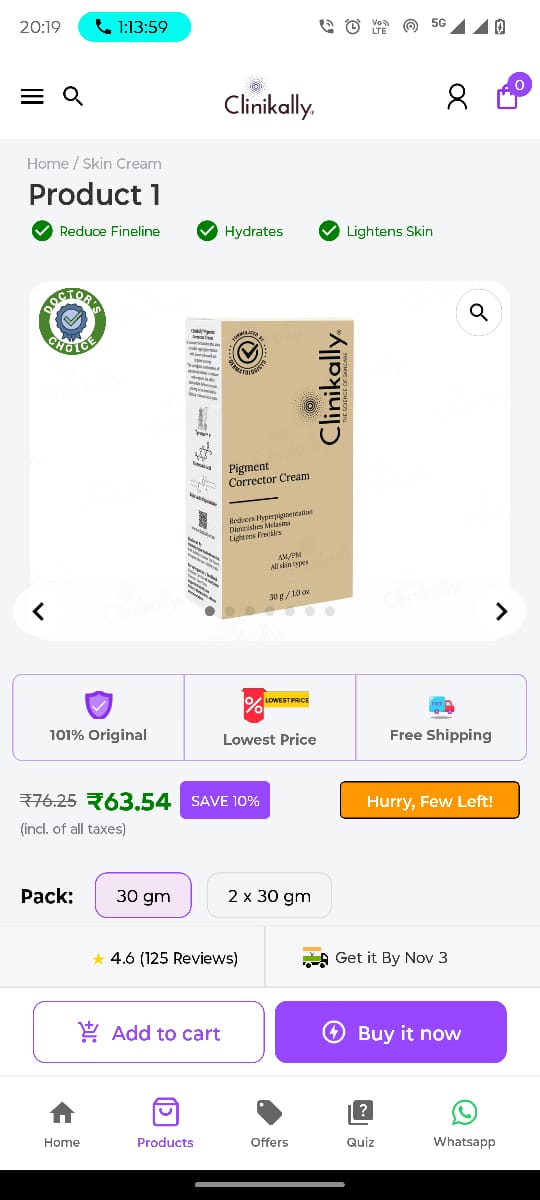 20:19
1:13:59
Vo)) LTE
5G
Clinikally
0
Home / Skin Cream
Product 1
Reduce Fineline
Hydrates
Lightens Skin
DOCTOR'S CHOICE
FORMULATED BY DERMATOLOGISTS
Clinikally
THE SCIENCE OF SKINCARE
Pigment
Corrector Cream
Reduces Hyperpigmentation
Diminishes Melasma
Lightens Freckles
AM/PM
All skin types
30 g / 1.0 oz
101% Original
%
LOWEST PRICE
Lowest Price
FREE
Free Shipping
₹76.25 ₹63.54
SAVE 10%
Hurry, Few Left!
(incl. of all taxes)
Pack:
30 gm
2 x 30 gm
4.6 (125 Reviews)
Get it By Nov 3
Add to cart
Buy it now
Home
Products
Offers
Quiz
Whatsapp